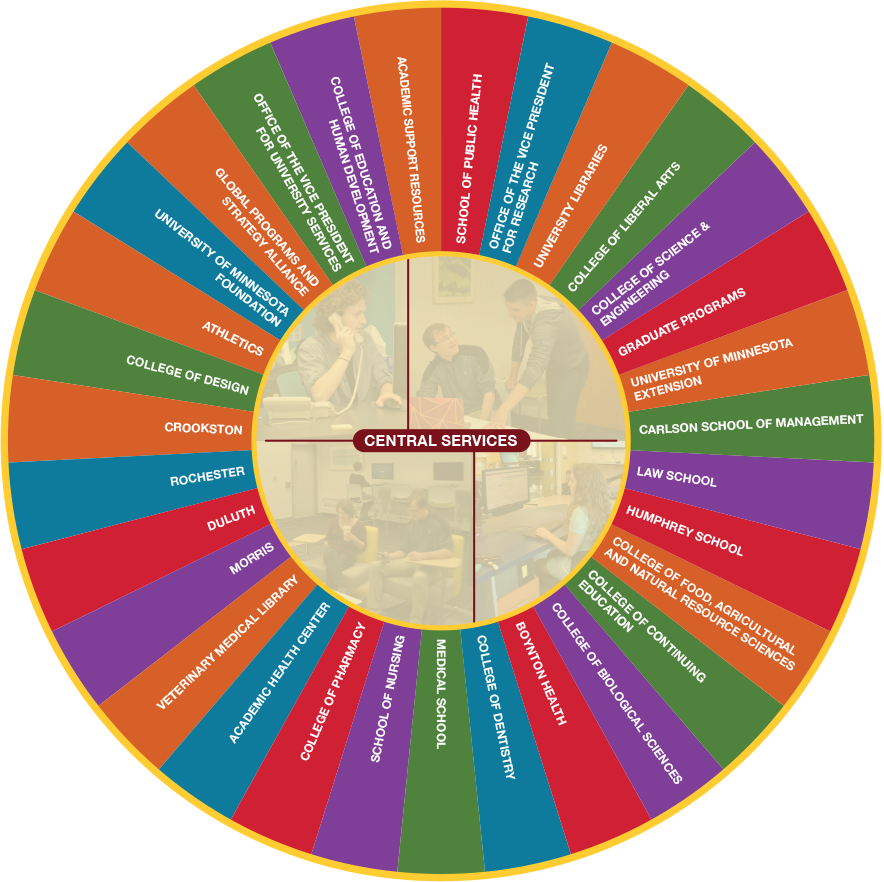 SCHOOL OF PUBLIC HEALTH
OFFICE OF THE VICE PRESIDENT
FOR RESEARCH
UNIVERSITY LIBRARIES
COLLEGE OF LIBERAL ARTS
COLLEGE OF SCIENCE &
ENGINEERING
GRADUATE PROGRAMS
UNIVERSITY OF MINNESOTA
EXTENSION
CARLSON SCHOOL OF MANAGEMENT
LAW SCHOOL
HUMPHREY SCHOOL
COLLEGE OF FOOD, AGRICULTURAL
AND NATURAL RESOURCE SCIENCES
COLLEGE OF CONTINUING
EDUCATION
COLLEGE OF BIOLOGICAL SCIENCES
BOYNTON HEALTH
COLLEGE OF DENTISTRY
MEDICAL SCHOOL
SCHOOL OF NURSING
COLLEGE OF PHARMACY
ACADEMIC HEALTH CENTER
VETERINARY MEDICAL LIBRARY
MORRIS
DULUTH
ROCHESTER
CROOKSTON
COLLEGE OF DESIGN
ATHLETICS
UNIVERSITY OF MINNESOTA
FOUNDATION
GLOBAL PROGRAMS AND
STRATEGY ALLIANCE
OFFICE OF THE VICE PRESIDENT
FOR UNIVERSITY SERVICES
COLLEGE OF EDUCATION AND
HUMAN DEVELOPMENT
ACADEMIC SUPPORT RESOURCES
CENTRAL SERVICES